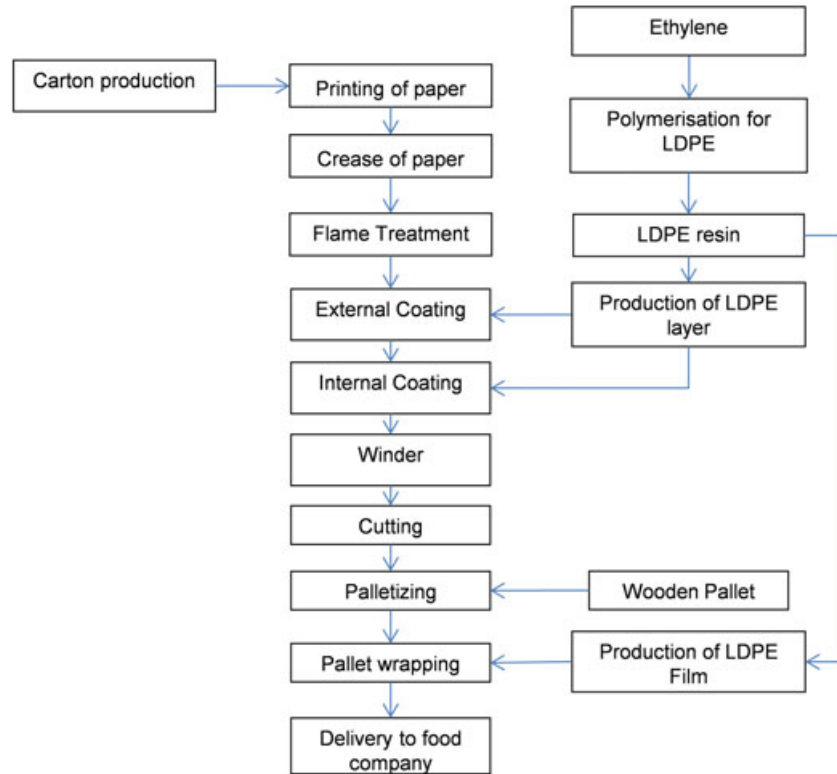 Ethylene
Carton production
Printing of paper
Polymerisation for
LDPE
Crease of paper
Flame Treatment
LDPE resin
External Coating
Production of LDPE
layer
Internal Coating
Winder
Cutting
Palletizing
Wooden Pallet
Pallet wrapping
Production of LDPE
Film
Delivery to food
company